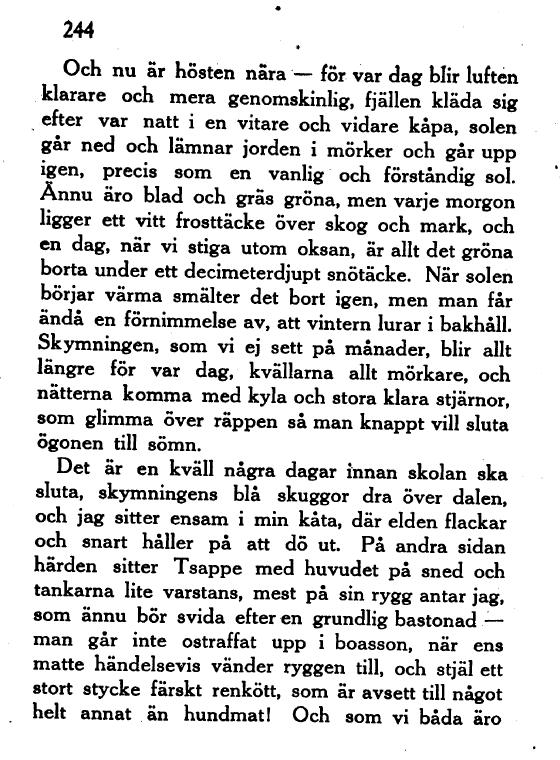 244
Och nu är hösten nära — för var dag blir luften
klarare och mera genomskinlig, fjällen kläda sig
efter var natt i en vitare och vidare kåpa, solen
går ned och lämnar jorden i mörker och går upp
igen, precis som en vanlig och förståndig sol.
Ännu äro blad och gräs gröna, men varje morgon
ligger ett vitt frosttäcke över skog och mark, och
en dag, när vi stiga utom oksan, är allt det gröna
borta under ett decimeterdjupt snötäcke. När solen
börjar värma smälter det bort igen, men man får
ändå en förnimmelse av, att vintern lurar i bakhåll.
Skymningen, som vi ej sett på månader, blir allt
längre för var dag, kvällarna allt mörkare, och
nätterna komma med kyla och stora klara stjärnor,
som glimma över räppen så man knappt vill sluta
ögonen till sömn.
Det är en kväll några dagar innan skolan ska
sluta, skymningens blå skuggor dra över dalen,
och jag sitter ensam i min kåta, där elden flackar
och snart håller på att dö ut. På andra sidan
härden sitter Tsappe med huvudet på sned och
tankarna lite varstans, mest på sin rygg antar jag,
som ännu bör svida efter en grundlig bastonad —
man går inte ostraffat upp i boasson, när ens
matte händelsevis vänder ryggen till, och stjäl ett
stort stycke färskt renkött, som är avsett till något
helt annat än hundmat! Och som vi båda äro